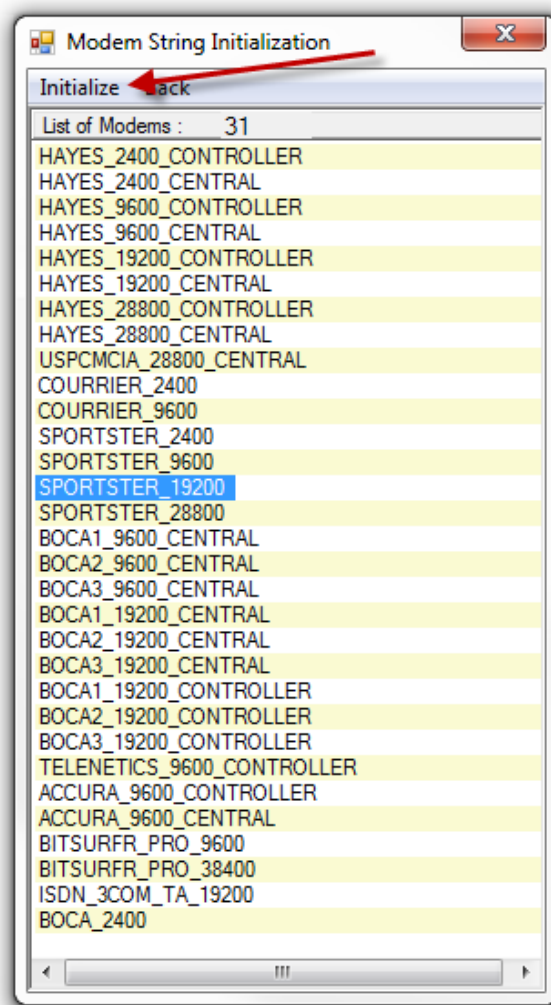 Modem String Initialization
Initialize Back
List of Modems : 31
HAYES_2400_CONTROLLER
HAYES_2400_CENTRAL
HAYES_9600_CONTROLLER
HAYES_9600_CENTRAL
HAYES_19200_CONTROLLER
HAYES_19200_CENTRAL
HAYES_28800_CONTROLLER
HAYES_28800_CENTRAL
USPCMCIA_28800_CENTRAL
COURRIER_2400
COURRIER_9600
SPORTSTER_2400
SPORTSTER_9600
SPORTSTER_19200
SPORTSTER_28800
BOCA1_9600_CENTRAL
BOCA2_9600_CENTRAL
BOCA3_9600_CENTRAL
BOCA1_19200_CENTRAL
BOCA2_19200_CENTRAL
BOCA3_19200_CENTRAL
BOCA1_19200_CONTROLLER
BOCA2_19200_CONTROLLER
BOCA3_19200_CONTROLLER
TELENETICS_9600_CONTROLLER
ACCURA_9600_CONTROLLER
ACCURA_9600_CENTRAL
BITSURFR_PRO_9600
BITSURFR_PRO_38400
ISDN_3COM_TA_19200
BOCA_2400